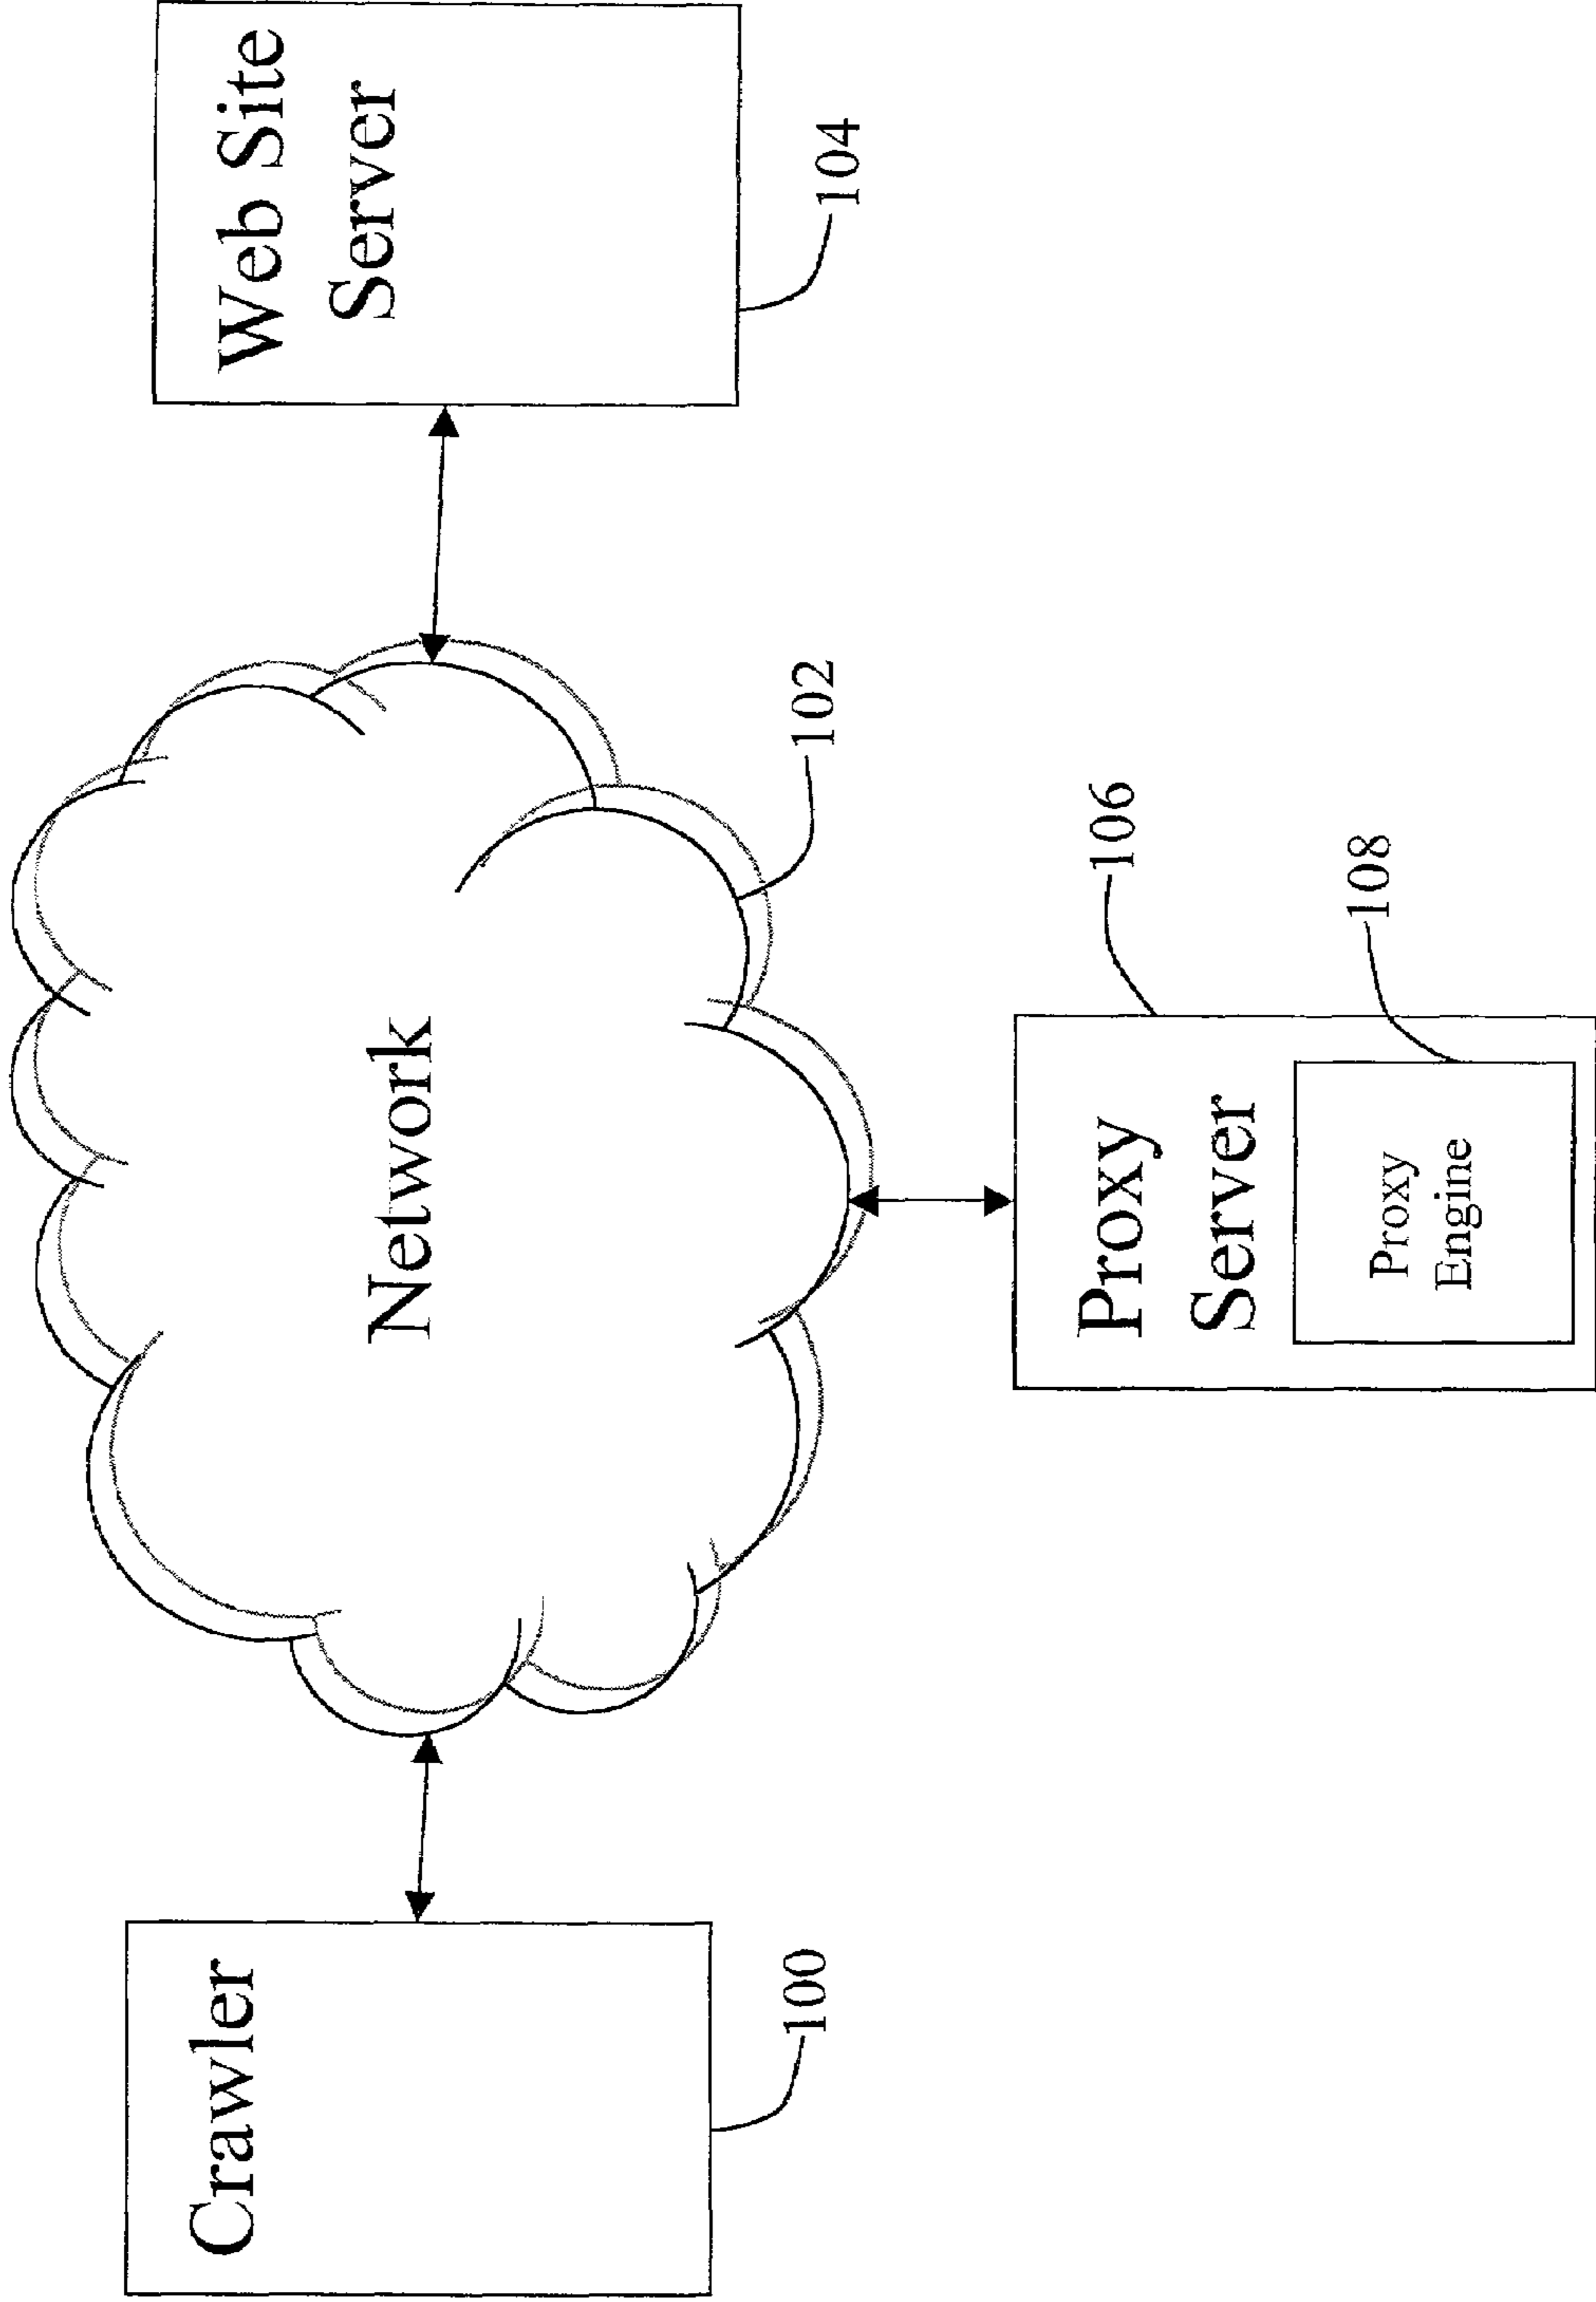 Crawler
100
Network
102
Web Site
Server
104
Proxy
Server
106
Proxy
Engine
108